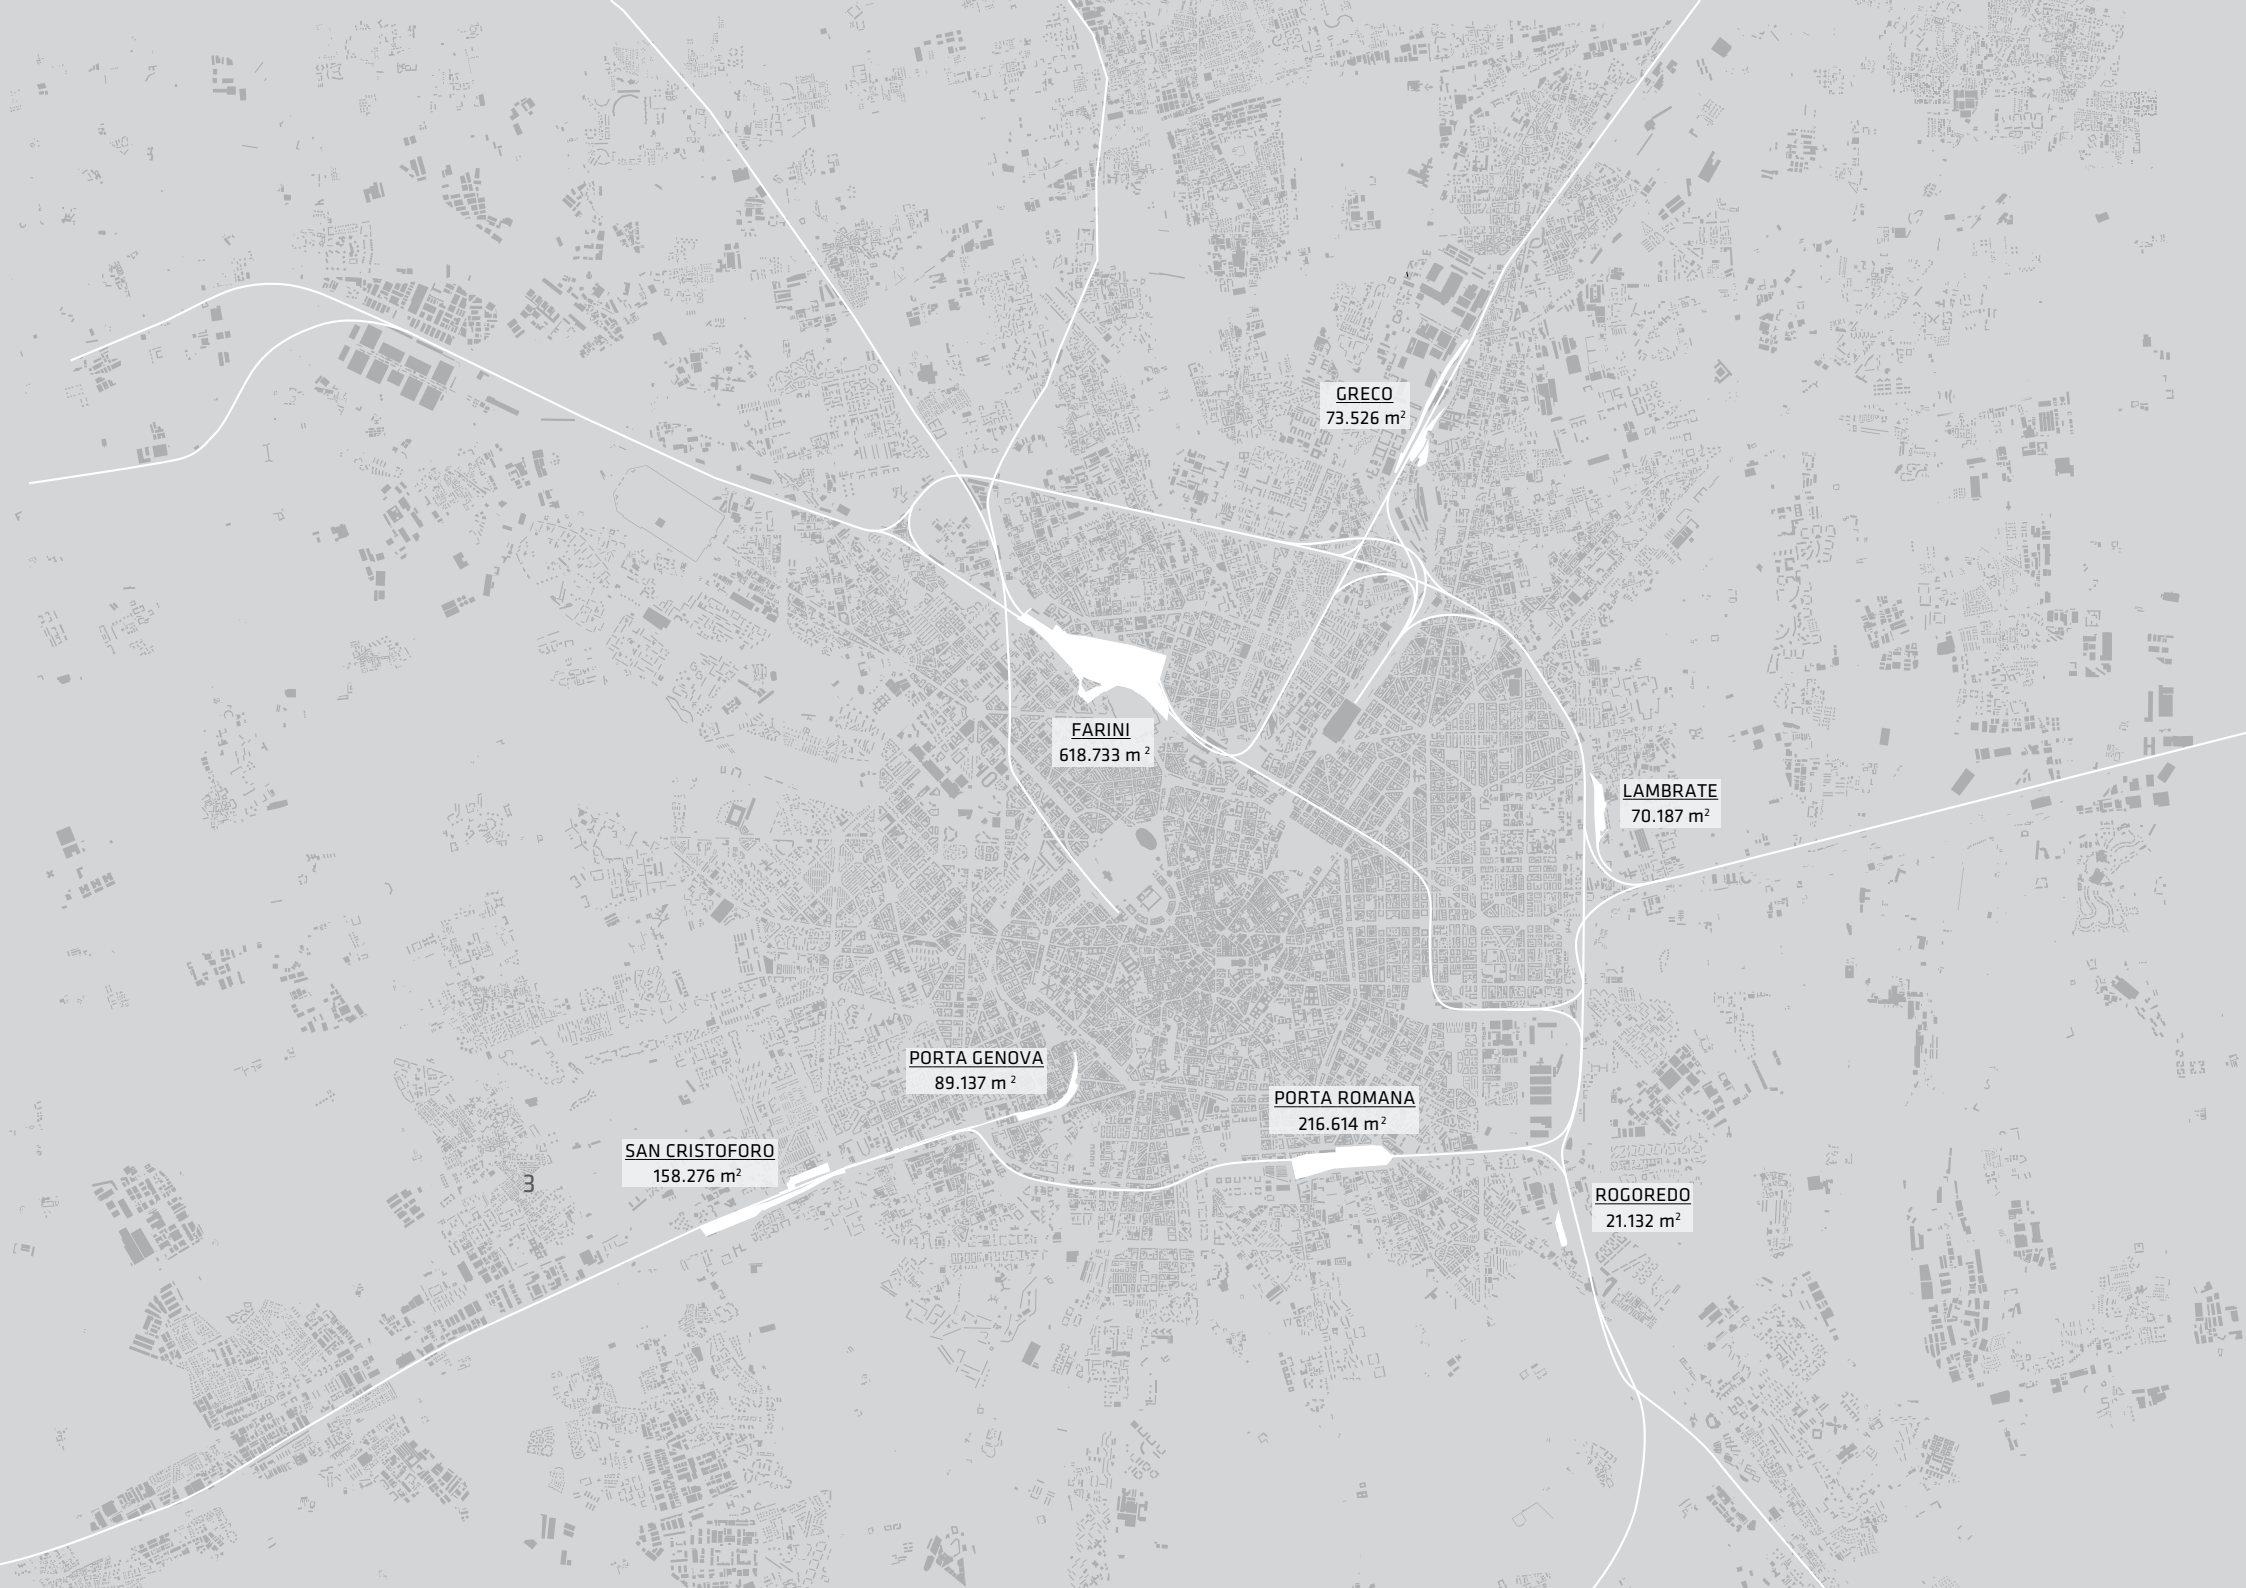 GRECO
73.526 m²
FARINI
618.733 m²
LAMBRATE
70.187 m²
PORTA GENOVA
89.137 m²
PORTA ROMANA
216.614 m²
SAN CRISTOFORO
158.276 m²
3
ROGOREDO
21.132 m²